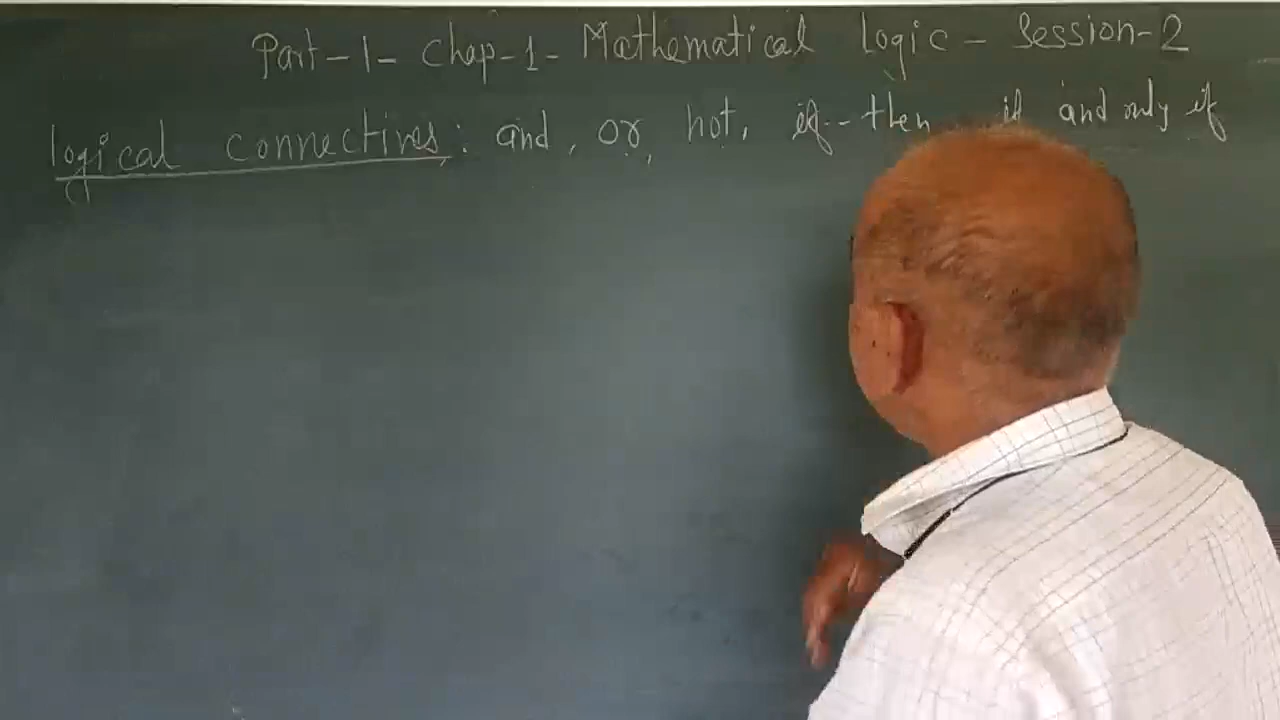 Part-1- Chap-1- Mathematical Logic - Session-2
logical connectives: and, or, not, if-- then if and only if